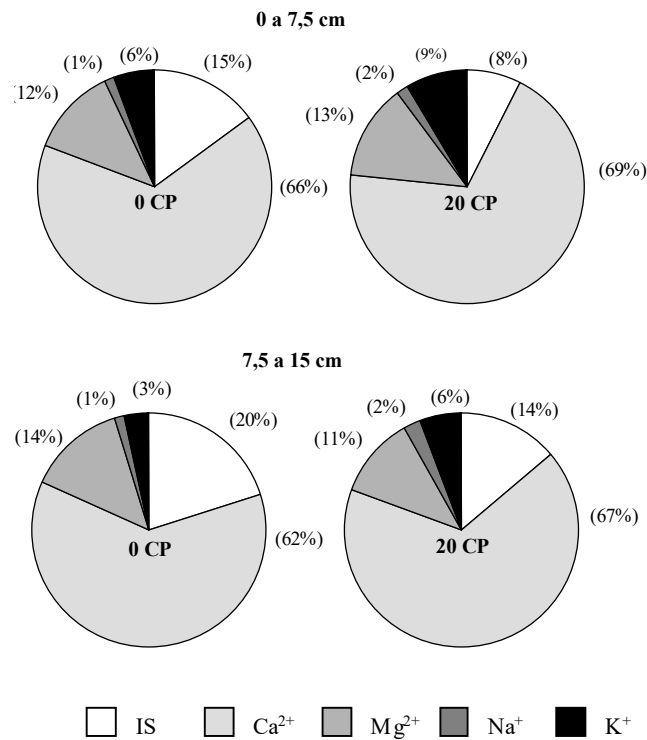 0 a 7,5 cm
(1%) (6%) (15%)
12%)
(66%)
0 CP
(2%) (9%) (8%)
(13%)
(69%)
20 CP
7,5 a 15 cm
(1%) (3%) (20%)
(14%)
(62%)
0 CP
(2%) (6%) (14%)
(11%)
(67%)
20 CP
IS Ca²⁺ Mg²⁺ Na⁺ K⁺